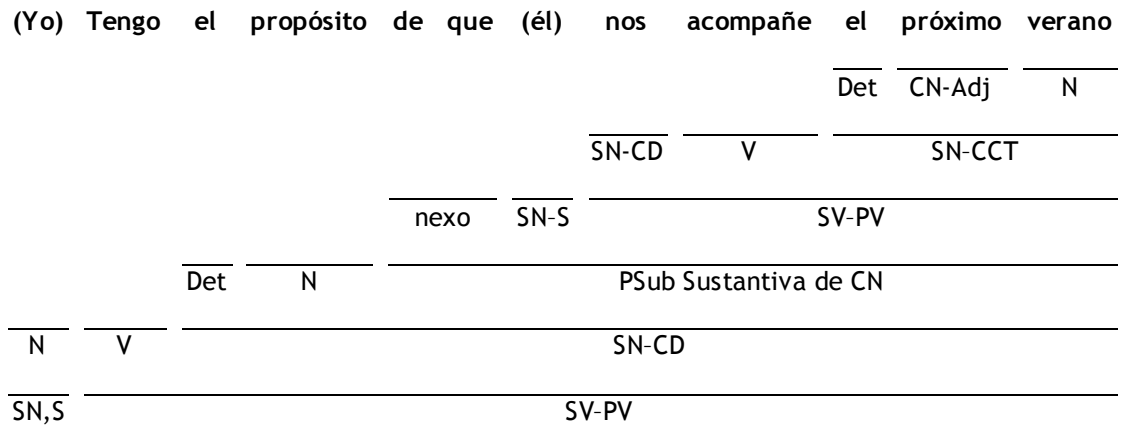 (Yo) Tengo el propósito de que (él) nos acompañe el próximo verano
Det CN-Adj N
SN-CD V SN-CCT
nexo SN-S SV-PV
Det N PSub Sustantiva de CN
N V SN-CD
SN,S SV-PV